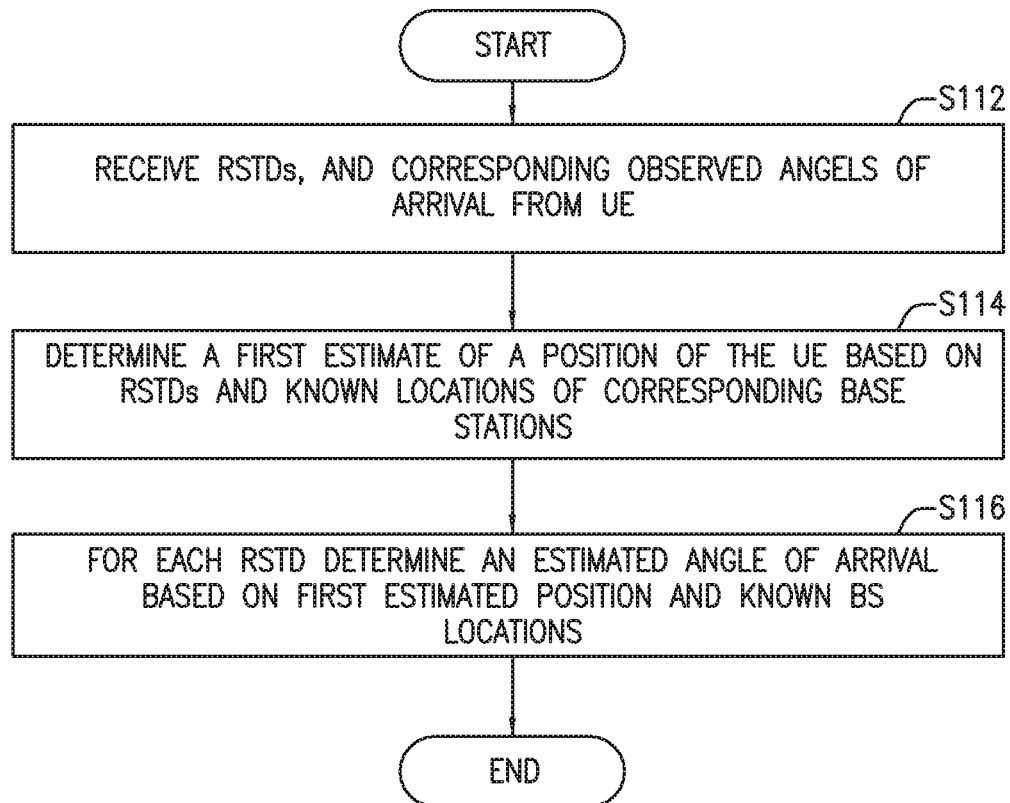 START
S112
RECEIVE RSTDs, AND CORRESPONDING OBSERVED ANGELS OF
ARRIVAL FROM UE
S114
DETERMINE A FIRST ESTIMATE OF A POSITION OF THE UE BASED ON
RSTDs AND KNOWN LOCATIONS OF CORRESPONDING BASE
STATIONS
S116
FOR EACH RSTD DETERMINE AN ESTIMATED ANGLE OF ARRIVAL
BASED ON FIRST ESTIMATED POSITION AND KNOWN BS
LOCATIONS
END